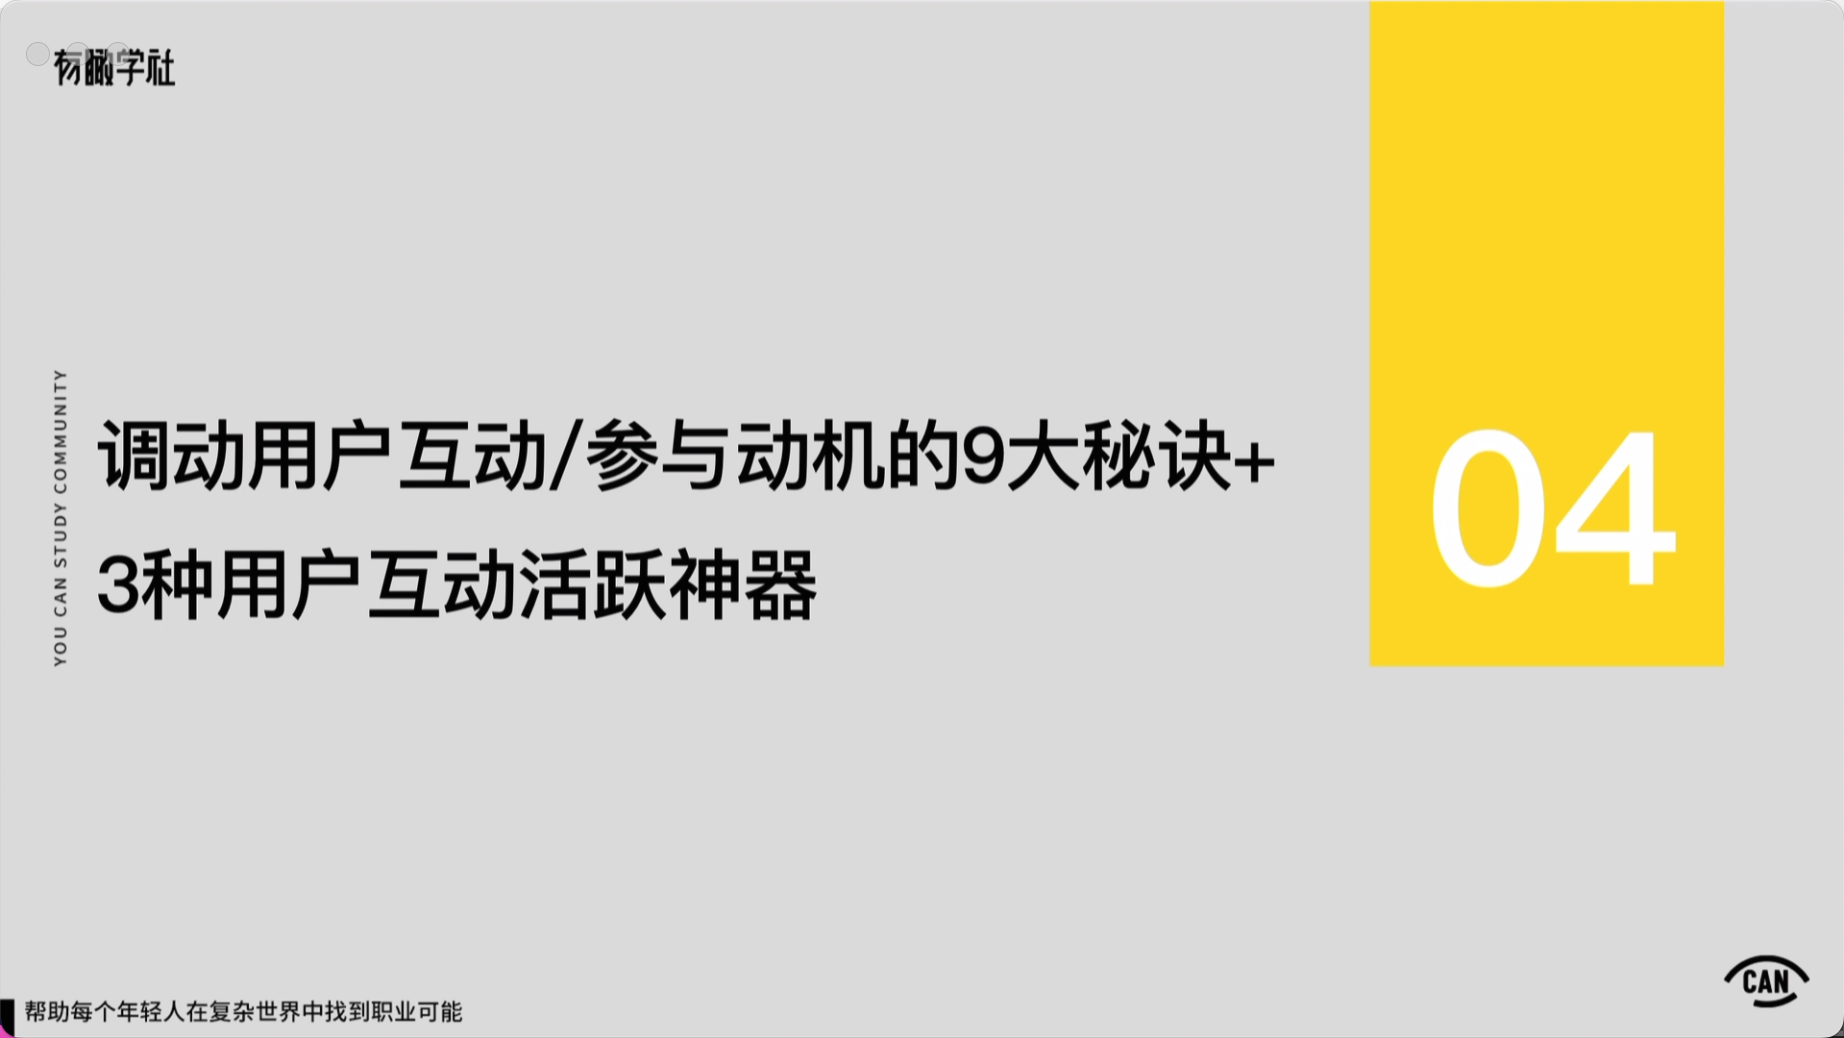 有瞰学社
YOU CAN STUDY COMMUNITY
调动用户互动/参与动机的9大秘诀+
3种用户互动活跃神器
04
CAN
帮助每个年轻人在复杂世界中找到职业可能